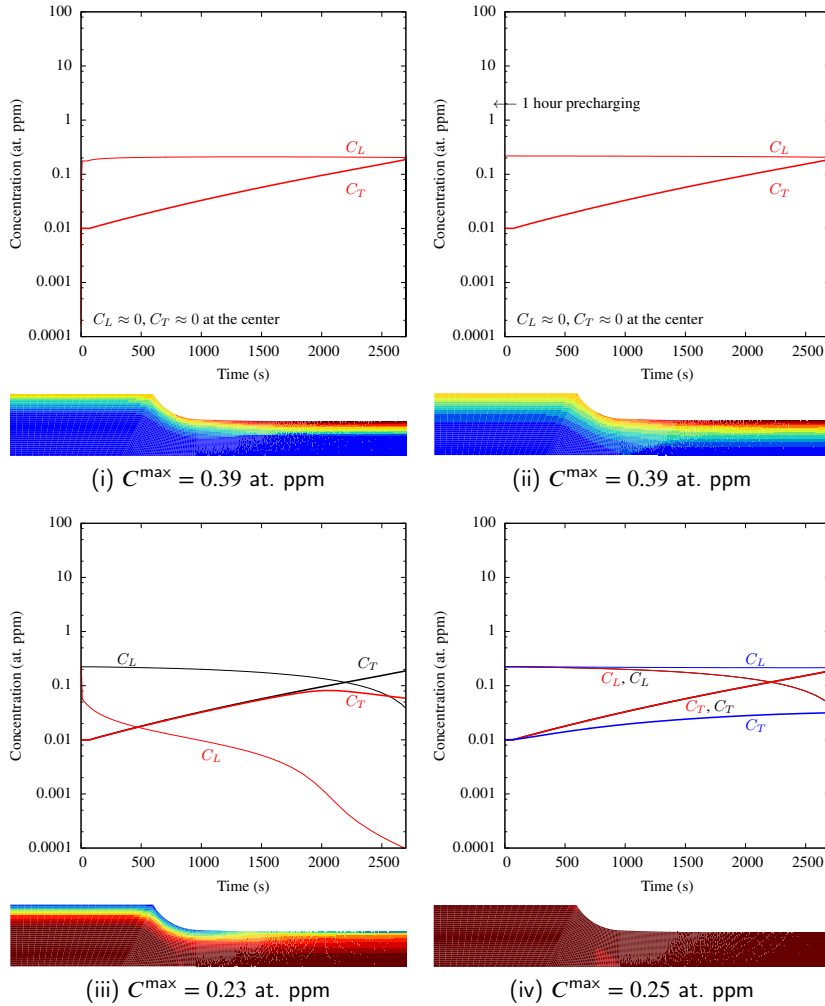 100
10
1
0.1
0.01
0.001
0.0001
Concentration (at. ppm)
C_L
C_T
C_L ≈ 0, C_T ≈ 0 at the center
0 500 1000 1500 2000 2500
Time (s)
(i) C^max = 0.39 at. ppm
100
10
1
0.1
0.01
0.001
0.0001
Concentration (at. ppm)
← 1 hour precharging
C_L
C_T
C_L ≈ 0, C_T ≈ 0 at the center
0 500 1000 1500 2000 2500
Time (s)
(ii) C^max = 0.39 at. ppm
100
10
1
0.1
0.01
0.001
0.0001
Concentration (at. ppm)
C_L
C_T
C_T
C_L
0 500 1000 1500 2000 2500
Time (s)
(iii) C^max = 0.23 at. ppm
100
10
1
0.1
0.01
0.001
0.0001
Concentration (at. ppm)
C_L
C_L, C_L
C_T, C_T
C_T
0 500 1000 1500 2000 2500
Time (s)
(iv) C^max = 0.25 at. ppm